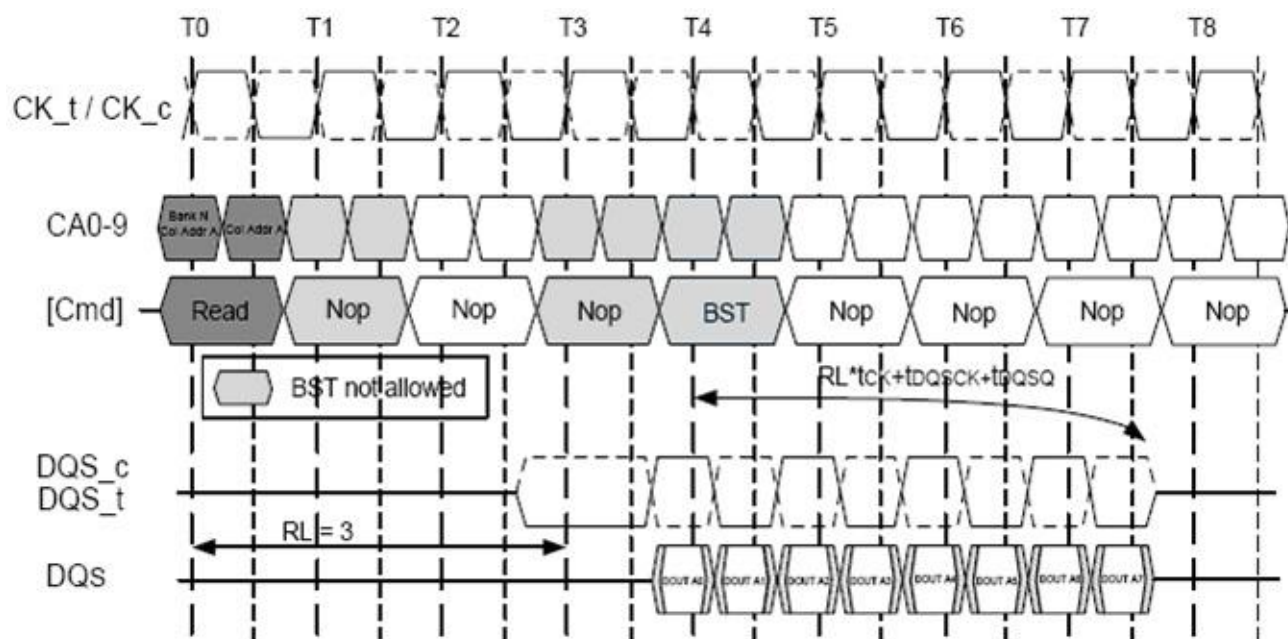 T0 T1 T2 T3 T4 T5 T6 T7 T8
CK_t / CK_c
CA0-9
Bank N
Col Addr A
Col Addr A
[Cmd]
Read Nop Nop Nop BST Nop Nop Nop Nop
BST not allowed
RL*tCK+tDQSCK+tDQSQ
DQS_c
DQS_t
RL = 3
DQs
DOUT A0 DOUT A1 DOUT A2 DOUT A3 DOUT A4 DOUT A5 DOUT A6 DOUT A7